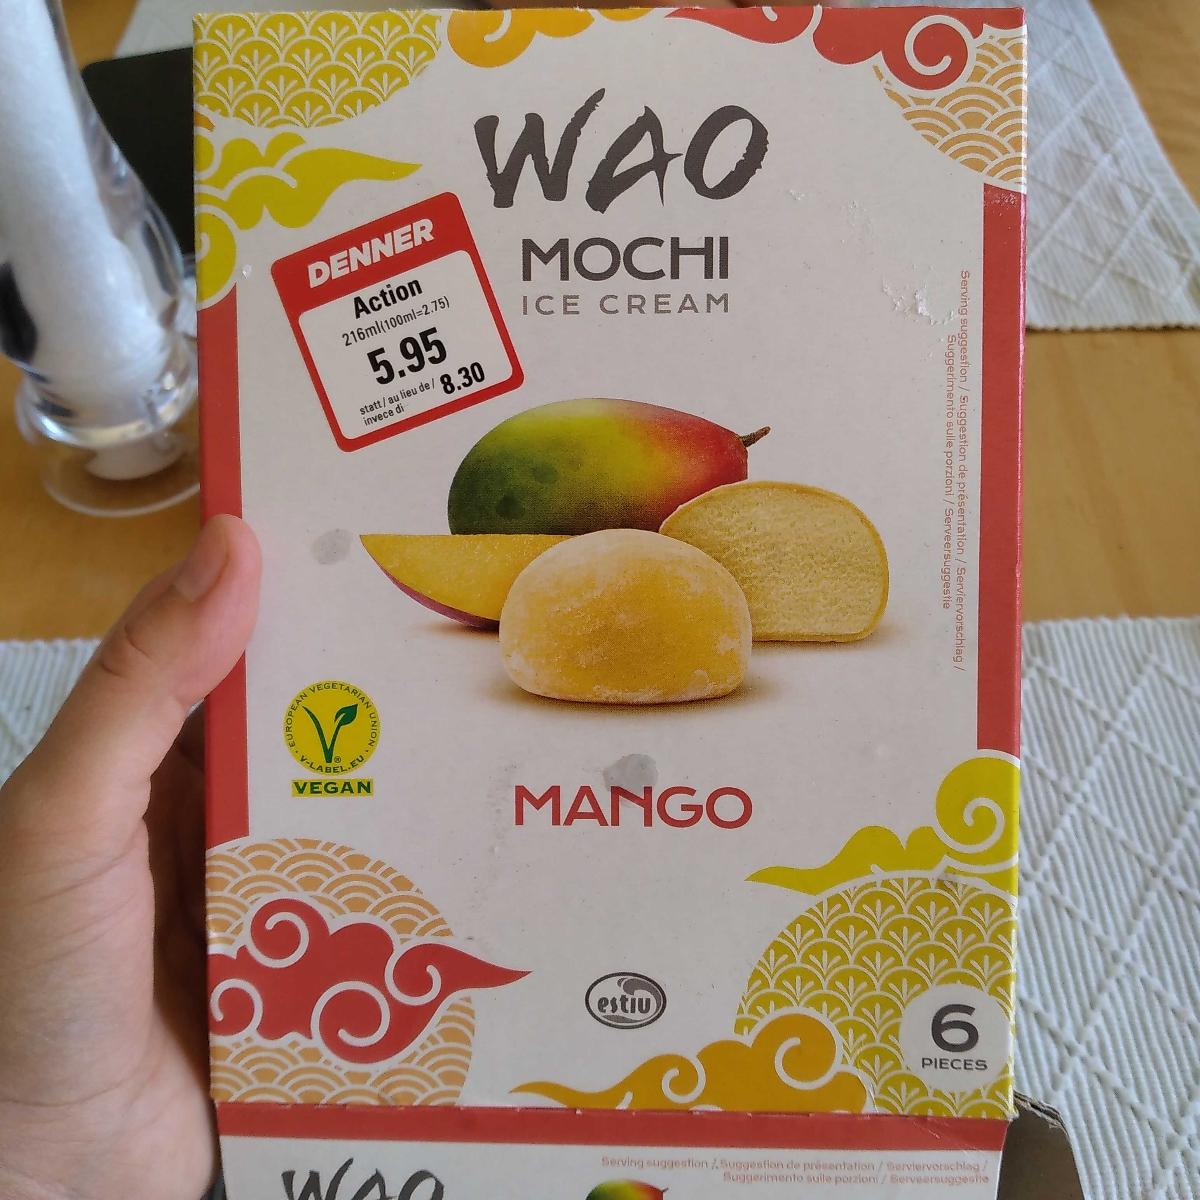 WAO
MOCHI
ICE CREAM
DENNER
Action
216ml(100ml=2.75)
5.95
statt / au lieu de / 8.30
invece di
Serving suggestion / Suggestion de présentation / Serviervorschlag /
Suggerimento sulle porzioni / Serveersuggestie
EUROPEAN VEGETARIAN UNION
V-LABEL.EU
VEGAN
MANGO
estiu
6
PIECES
Serving suggestion / Suggestion de présentation / Serviervorschlag /
Suggerimento sulle porzioni / Serveersuggestie
WAO